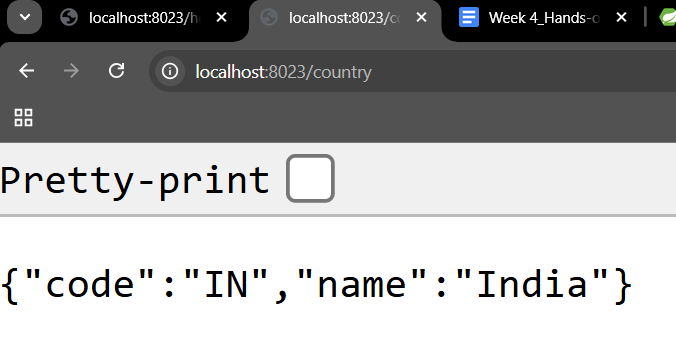 localhost:8023/h
localhost:8023/c
Week 4_Hands-o
localhost:8023/country
Pretty-print
{"code":"IN","name":"India"}